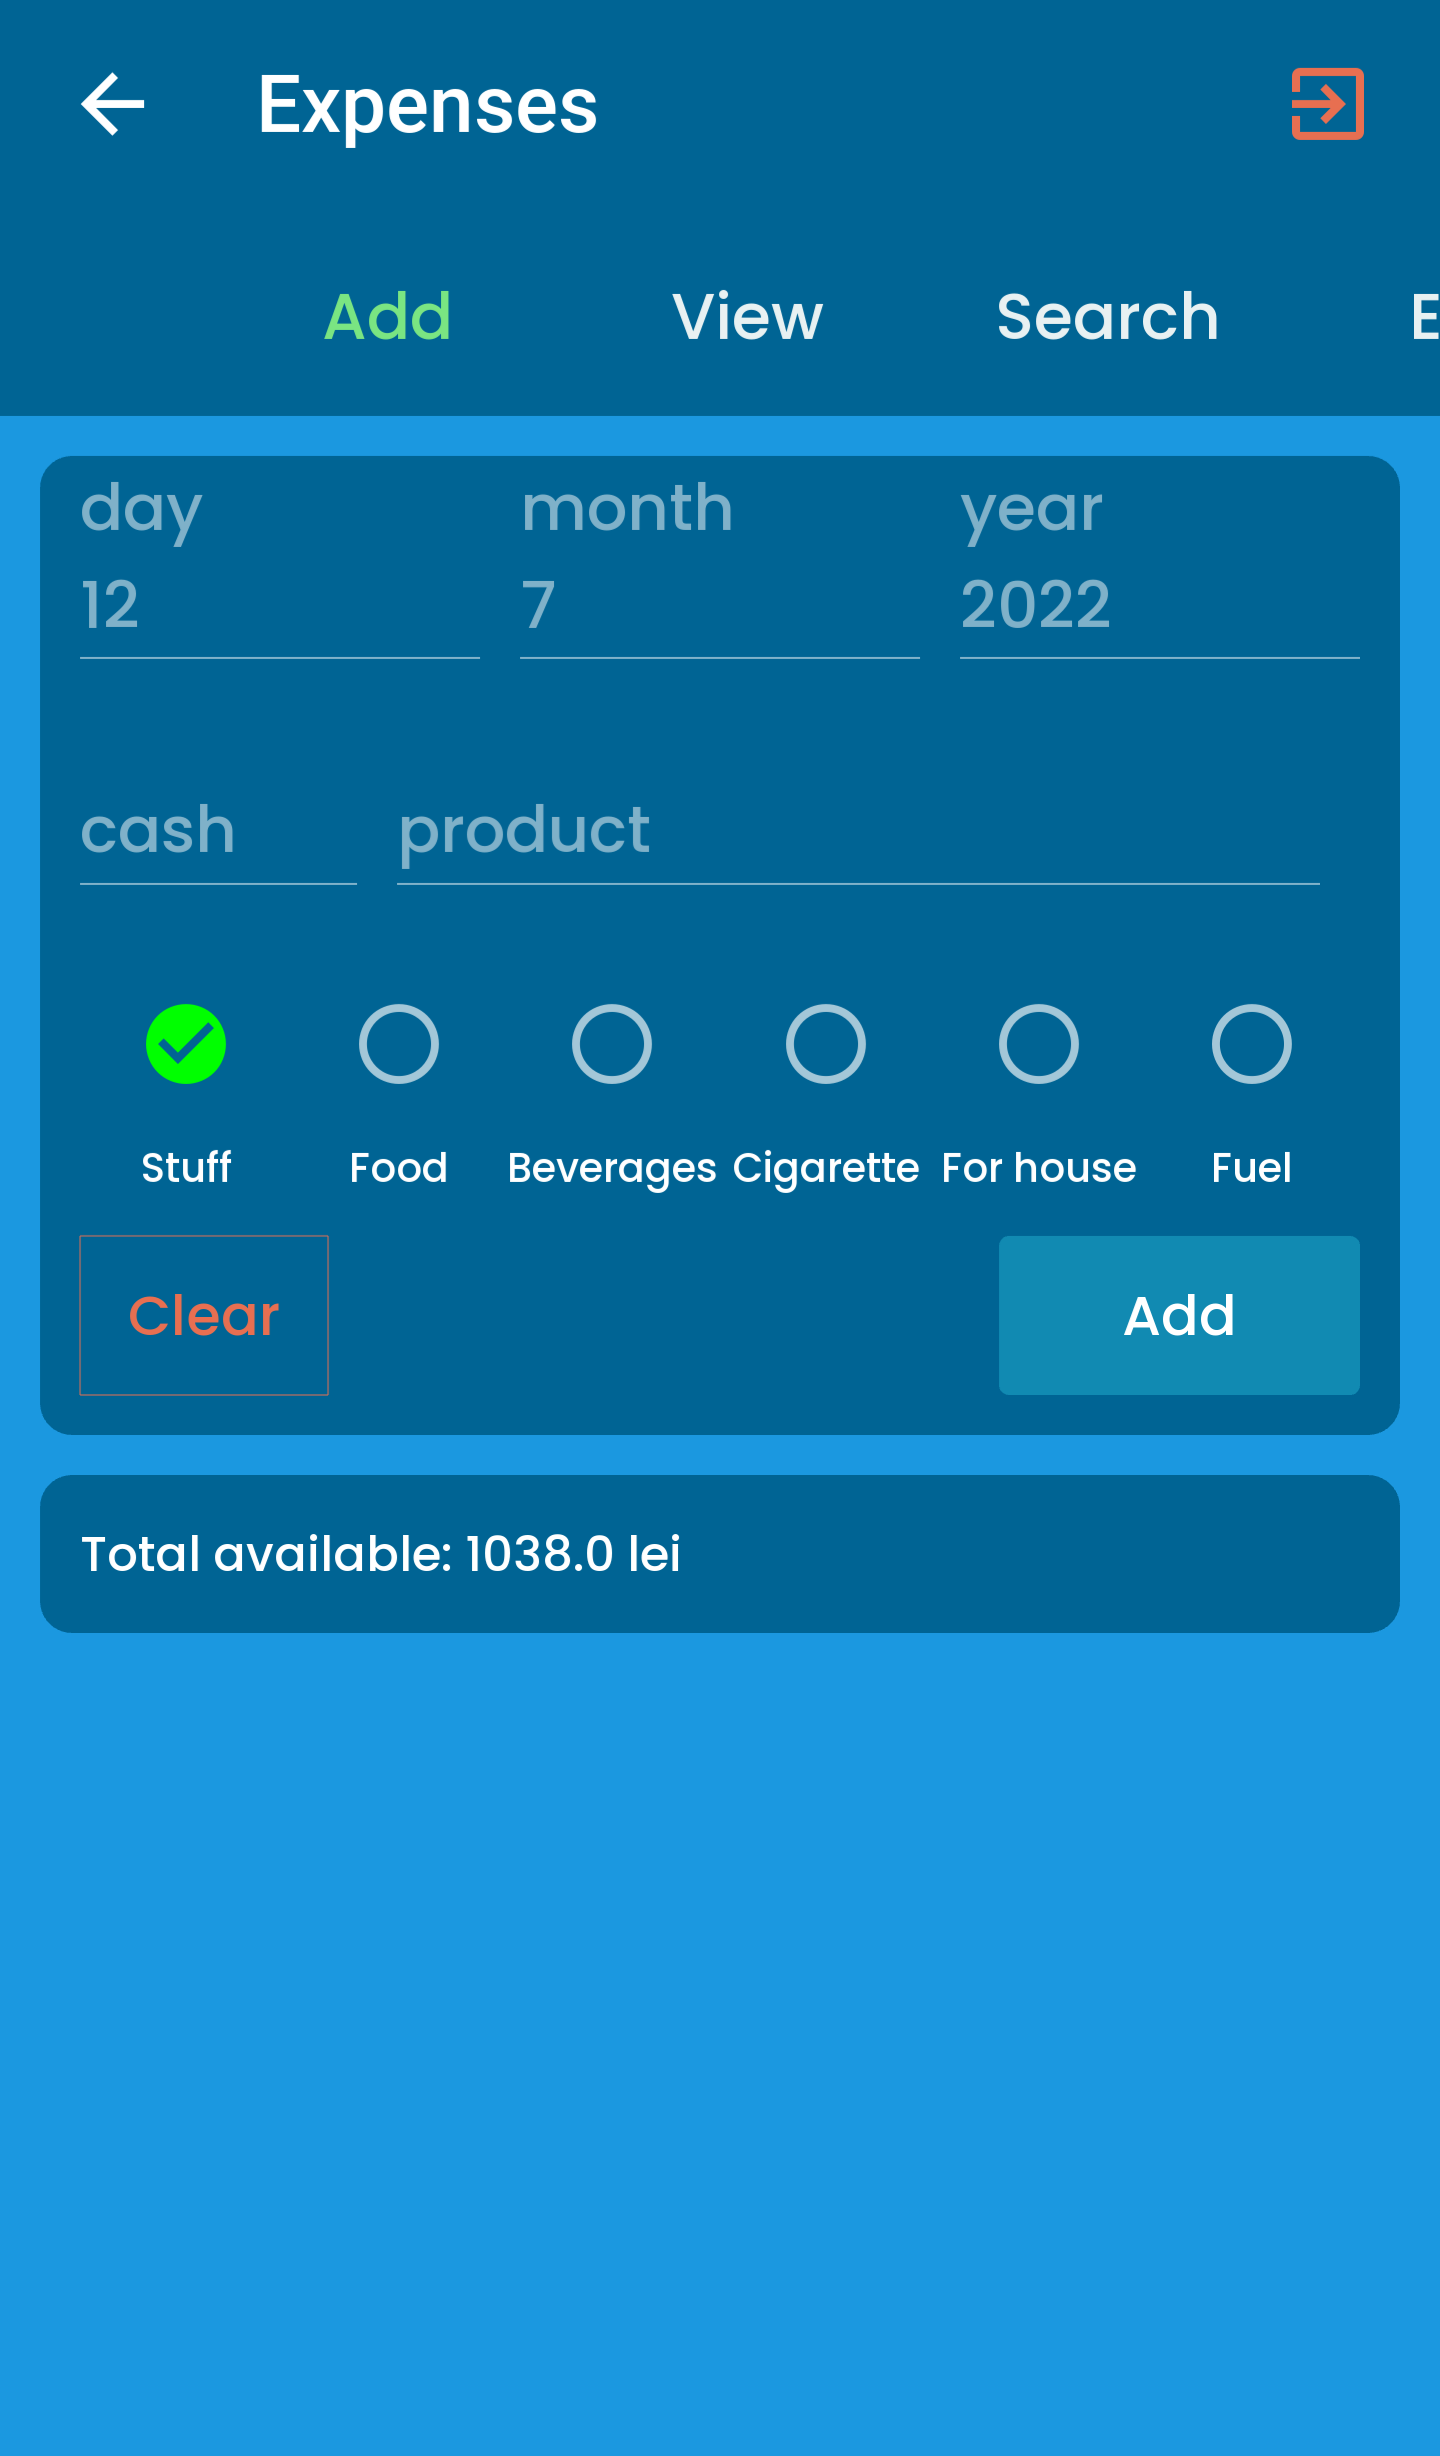 Expenses
Add View Search E
day month year
12 7 2022
cash product
Stuff Food Beverages Cigarette For house Fuel
Clear Add
Total available: 1038.0 lei